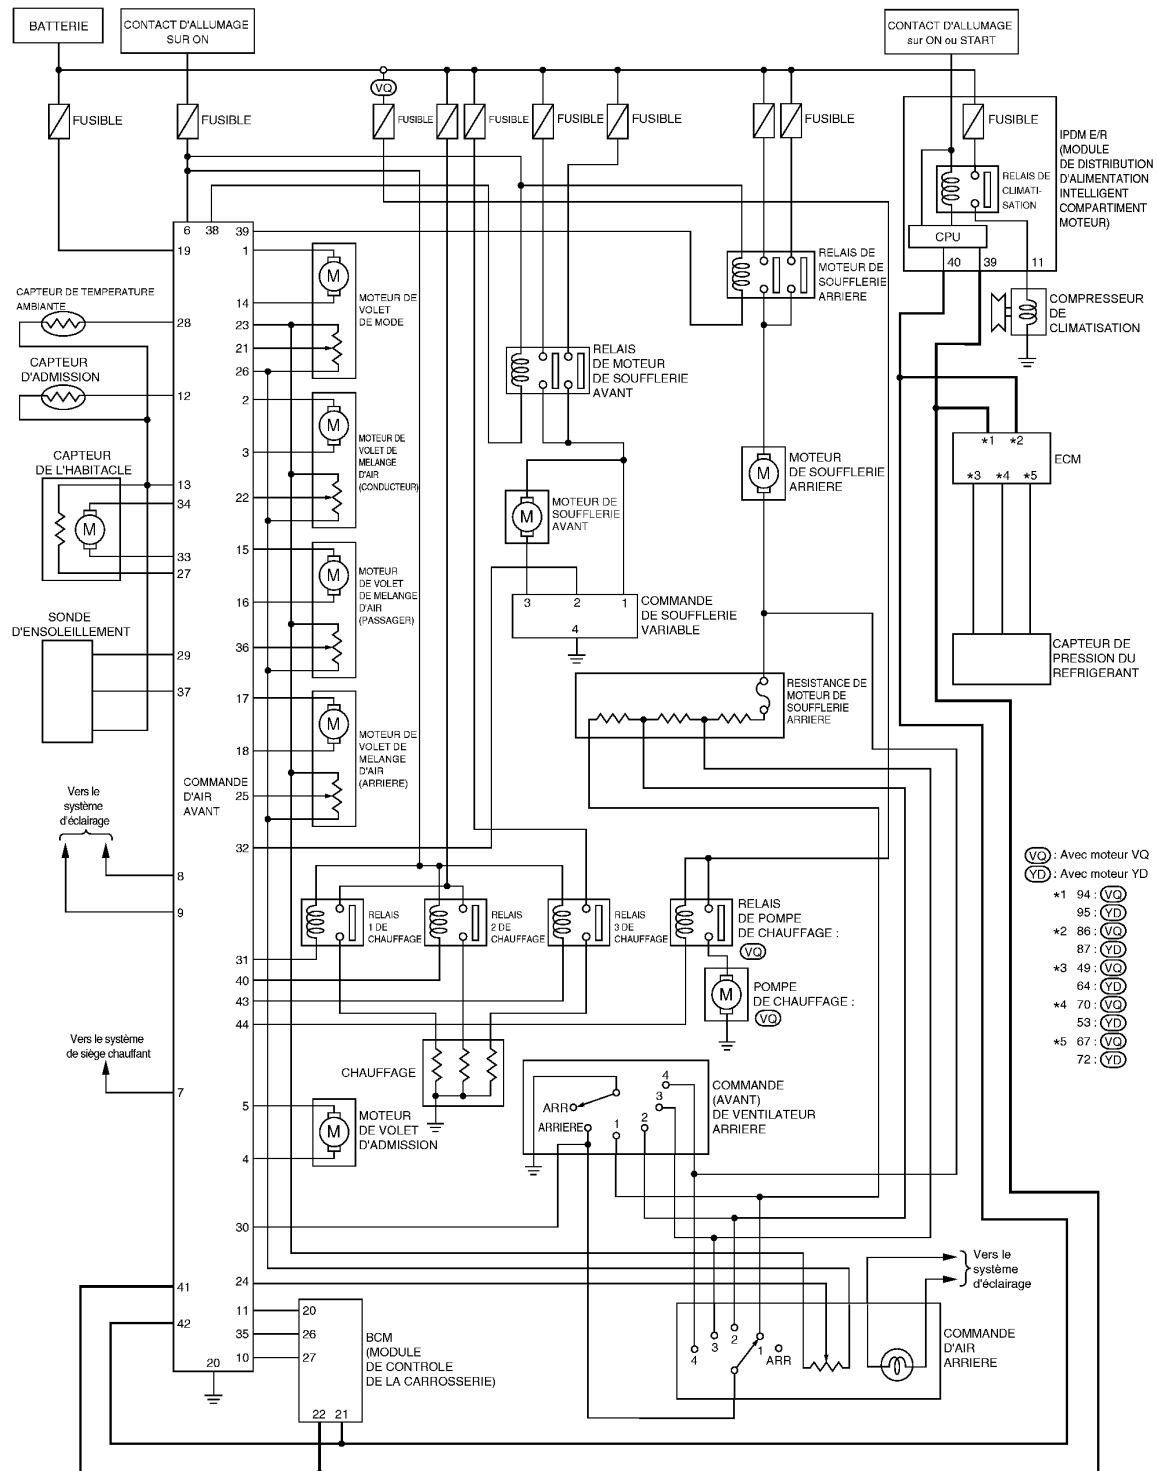 BATTERIE
CONTACT D'ALLUMAGE
SUR ON
CONTACT D'ALLUMAGE
sur ON ou START
VQ
FUSIBLE
FUSIBLE
FUSIBLE
FUSIBLE
FUSIBLE
FUSIBLE
FUSIBLE
FUSIBLE
IPDM E/R
(MODULE
DE DISTRIBUTION
D'ALIMENTATION
INTELLIGENT
COMPARTIMENT
MOTEUR)
RELAIS DE
CLIMATI-
SATION
CPU
40 39 11
6 38 39
19
1
14
23
21
26
MOTEUR DE
VOLET
DE MODE
RELAIS DE
MOTEUR DE
SOUFFLERIE
ARRIERE
COMPRESSEUR
DE
CLIMATISATION
CAPTEUR DE TEMPERATURE
AMBIANTE
28
CAPTEUR
D'ADMISSION
12
RELAIS
DE MOTEUR
DE SOUFFLERIE
AVANT
2
3
22
MOTEUR DE
VOLET DE
MELANGE
D'AIR
(CONDUCTEUR)
*1 *2
*3 *4 *5
ECM
CAPTEUR
DE L'HABITACLE
13
34
33
27
M
M
M
MOTEUR DE
SOUFFLERIE
AVANT
M
MOTEUR
DE SOUFFLERIE
ARRIERE
M
15
16
36
M
MOTEUR
DE VOLET
DE MELANGE
D'AIR
(PASSAGER)
3 2 1
4
COMMANDE
DE SOUFFLERIE
VARIABLE
SONDE
D'ENSOLEILLEMENT
29
37
CAPTEUR DE
PRESSION DU
REFRIGERANT
RESISTANCE DE
MOTEUR DE
SOUFFLERIE
ARRIERE
17
18
25
M
MOTEUR DE
VOLET DE
MELANGE
D'AIR
(ARRIERE)
COMMANDE
D'AIR
AVANT
Vers le
système
d'éclairage
8
9
32
VQ : Avec moteur VQ
YD : Avec moteur YD
*1 94 : VQ
95 : YD
*2 86 : VQ
87 : YD
*3 49 : VQ
64 : YD
*4 70 : VQ
53 : YD
*5 67 : VQ
72 : YD
RELAIS
1 DE
CHAUFFAGE
RELAIS
2 DE
CHAUFFAGE
RELAIS
3 DE
CHAUFFAGE
RELAIS
DE POMPE
DE CHAUFFAGE :
VQ
31
40
43
44
M
POMPE
DE CHAUFFAGE :
VQ
Vers le système
de siège chauffant
7
CHAUFFAGE
5
4
M
MOTEUR
DE VOLET
D'ADMISSION
ARR
ARRIERE
1
2
3
4
COMMANDE
(AVANT)
DE VENTILATEUR
ARRIERE
30
24
41
42
11
35
10
20
20
26
27
22 21
BCM
(MODULE
DE CONTROLE
DE LA CARROSSERIE)
Vers le
système
d'éclairage
4
3
2
1
ARR
COMMANDE
D'AIR
ARRIERE